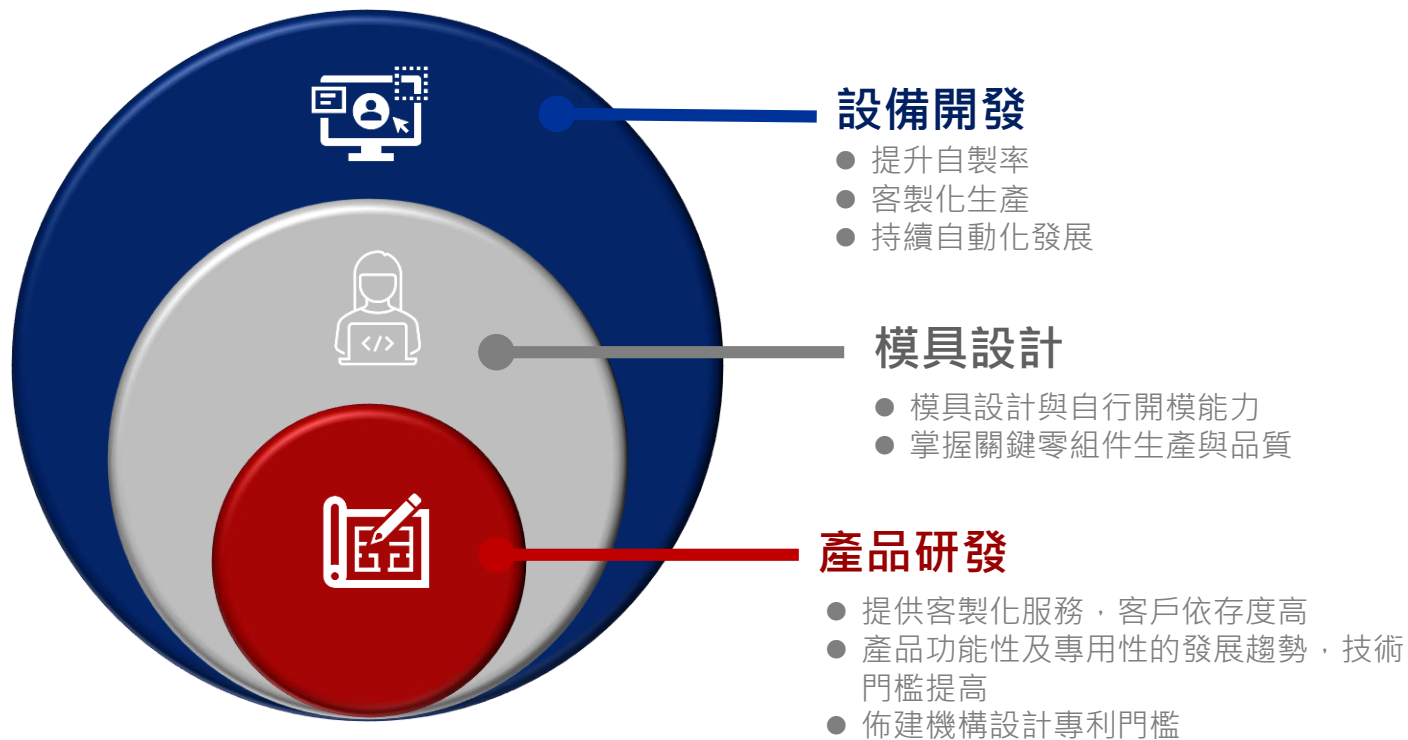 設備開發
● 提升自製率
● 客製化生產
● 持續自動化發展
</>
模具設計
● 模具設計與自行開模能力
● 掌握關鍵零組件生產與品質
產品研發
● 提供客製化服務，客戶依存度高
● 產品功能性及專用性的發展趨勢，技術
門檻提高
● 佈建機構設計專利門檻